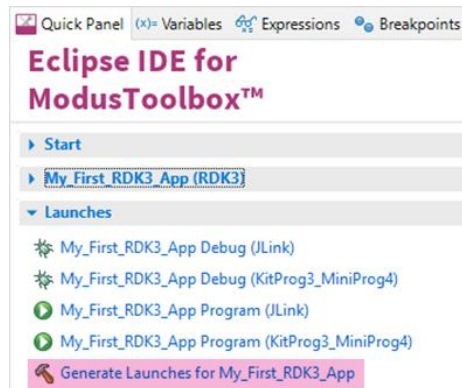 Quick Panel (x)= Variables Expressions Breakpoints
Eclipse IDE for
ModusToolbox™
Start
My_First_RDK3_App (RDK3)
Launches
My_First_RDK3_App Debug (JLink)
My_First_RDK3_App Debug (KitProg3_MiniProg4)
My_First_RDK3_App Program (JLink)
My_First_RDK3_App Program (KitProg3_MiniProg4)
Generate Launches for My_First_RDK3_App